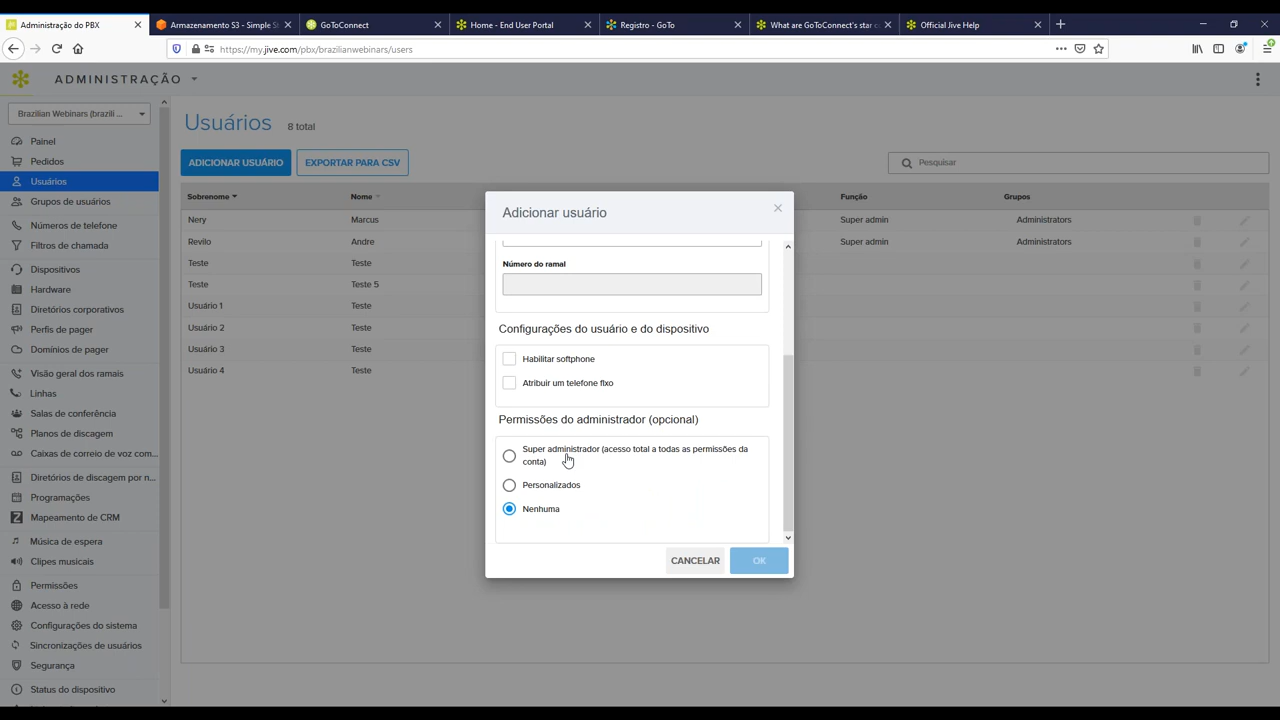 Administração do PBX
Armazenamento S3 - Simple S
GoToConnect
Home - End User Portal
Registro - GoTo
What are GoToConnect's star c
Official Jive Help
https://my.jive.com/pbx/brazilianwebinars/users
ADMINISTRAÇÃO
Brazilian Webinars (brazili ...
Painel
Pedidos
Usuários
Grupos de usuários
Números de telefone
Filtros de chamada
Dispositivos
Hardware
Diretórios corporativos
Perfis de pager
Domínios de pager
Visão geral dos ramais
Linhas
Salas de conferência
Planos de discagem
Caixas de correio de voz com...
Diretórios de discagem por n...
Programações
Mapeamento de CRM
Música de espera
Clipes musicais
Permissões
Acesso à rede
Configurações do sistema
Sincronizações de usuários
Segurança
Status do dispositivo
Usuários 8 total
ADICIONAR USUÁRIO EXPORTAR PARA CSV Pesquisar
Sobrenome Nome Função Grupos
Nery Marcus Super admin Administrators
Revilo Andre Super admin Administrators
Teste Teste
Teste Teste 5
Usuário 1 Teste
Usuário 2 Teste
Usuário 3 Teste
Usuário 4 Teste
Adicionar usuário
Número do ramal
Configurações do usuário e do dispositivo
Habilitar softphone
Atribuir um telefone fixo
Permissões do administrador (opcional)
Super administrador (acesso total a todas as permissões da
conta)
Personalizados
Nenhuma
CANCELAR OK